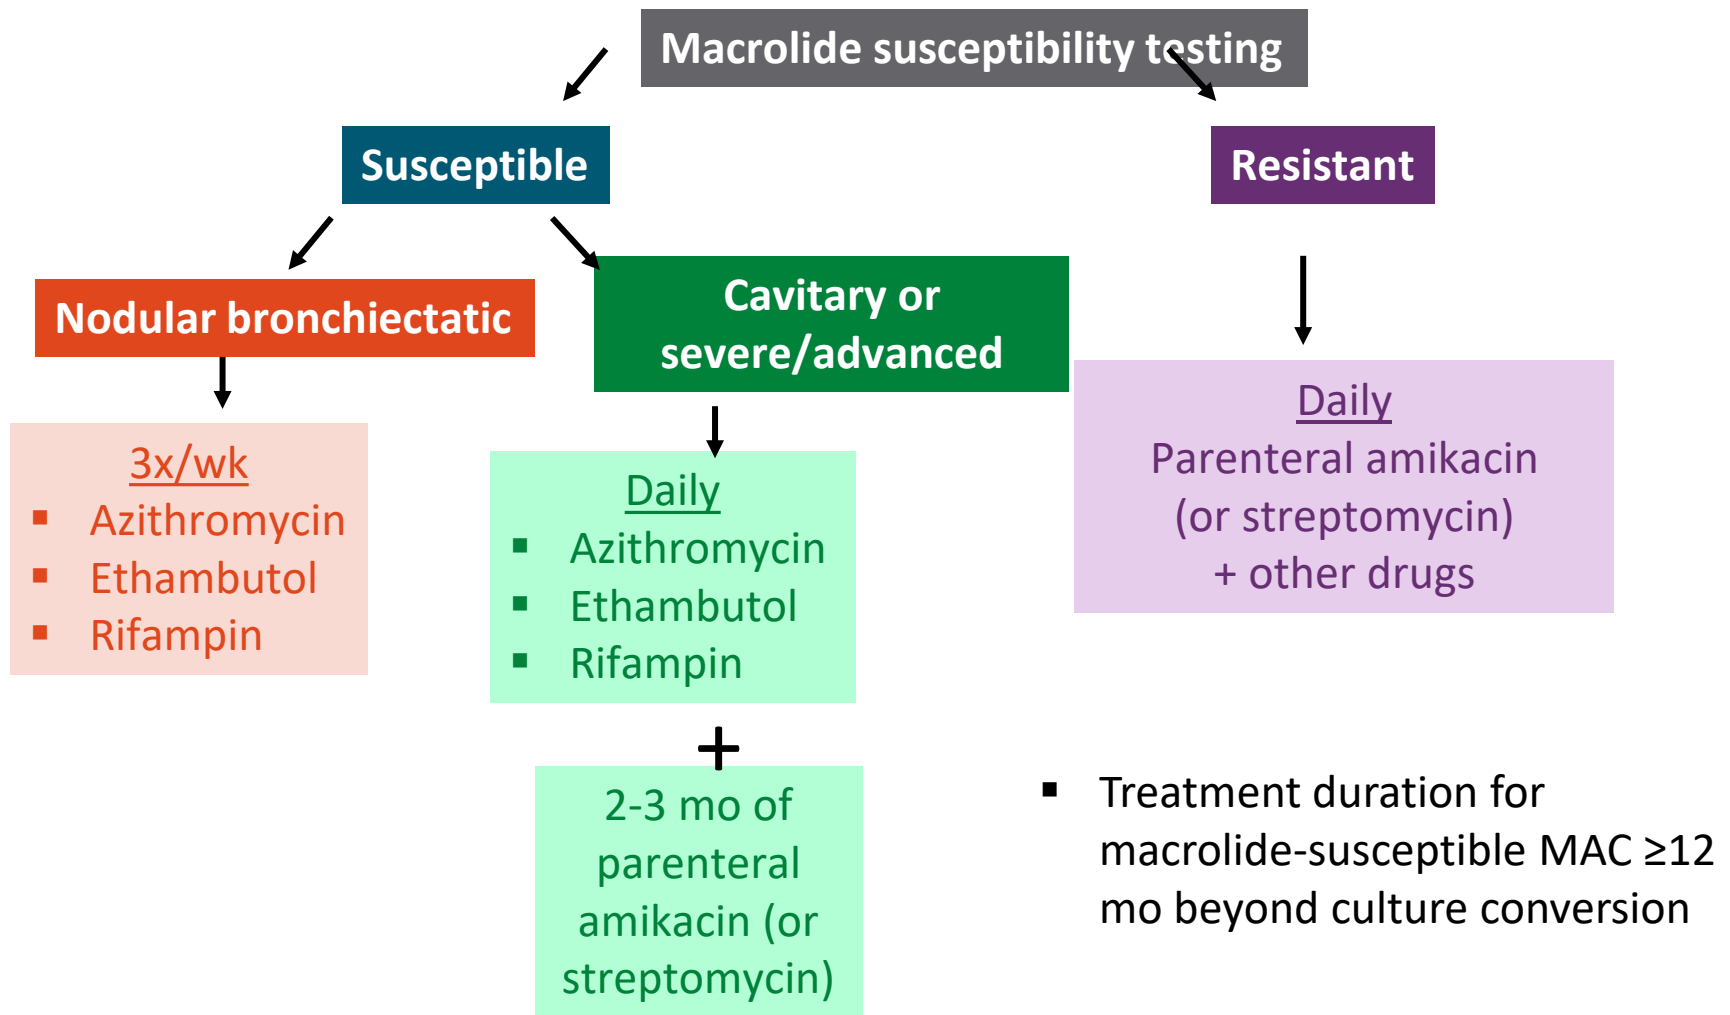 Macrolide susceptibility testing
Susceptible
Resistant
Nodular bronchiectatic
Cavitary or
severe/advanced
3x/wk
▪ Azithromycin
▪ Ethambutol
▪ Rifampin
Daily
▪ Azithromycin
▪ Ethambutol
▪ Rifampin
+
2-3 mo of
parenteral
amikacin (or
streptomycin)
Daily
Parenteral amikacin
(or streptomycin)
+ other drugs
▪ Treatment duration for
macrolide-susceptible MAC ≥12
mo beyond culture conversion